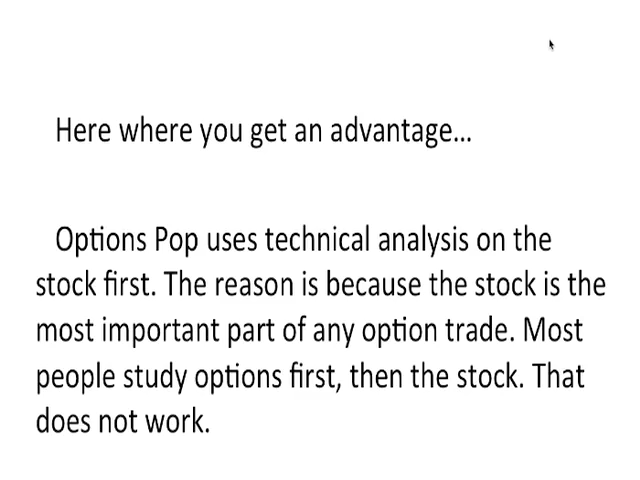 Here where you get an advantage...
Options Pop uses technical analysis on the
stock first. The reason is because the stock is the
most important part of any option trade. Most
people study options first, then the stock. That
does not work.